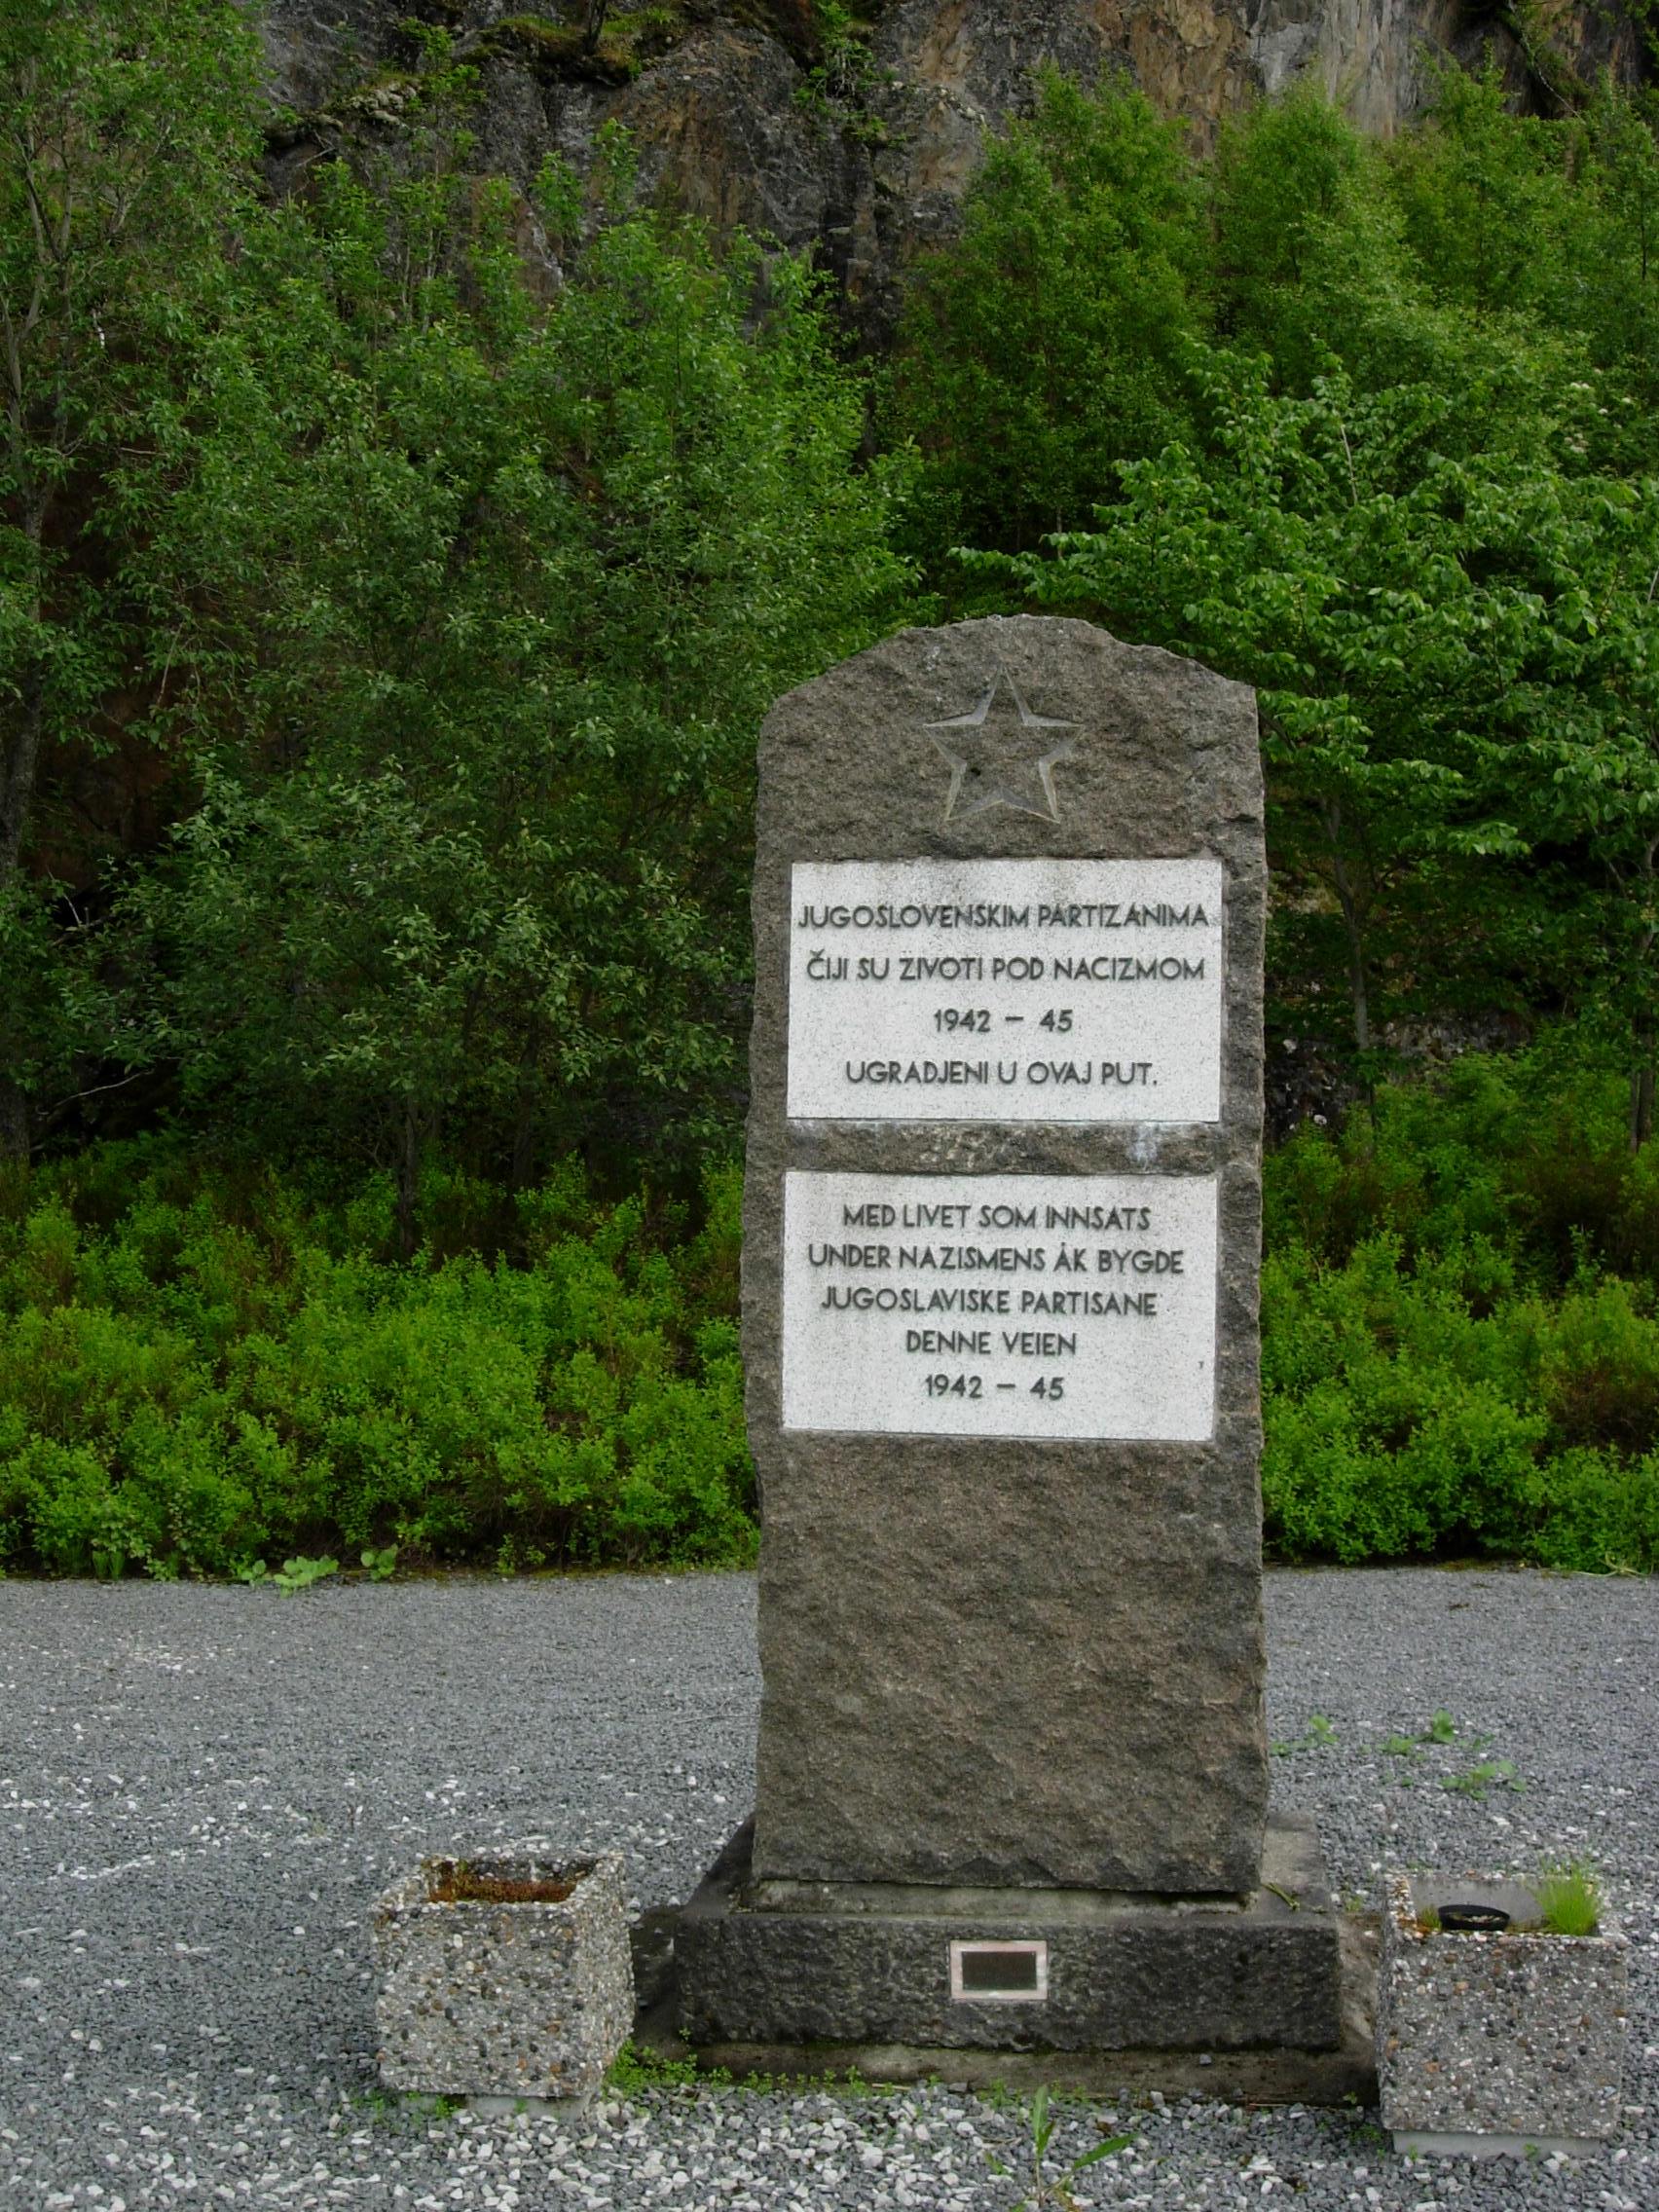 JUGOSLOVENSKIM PARTIZANIMA
ČIJI SU ŽIVOTI POD NACIZMOM
1942 – 45
UGRADJENI U OVAJ PUT.
MED LIVET SOM INNSATS
UNDER NAZISMENS ÅK BYGDE
JUGOSLAVISKE PARTISANE
DENNE VEIEN
1942 – 45